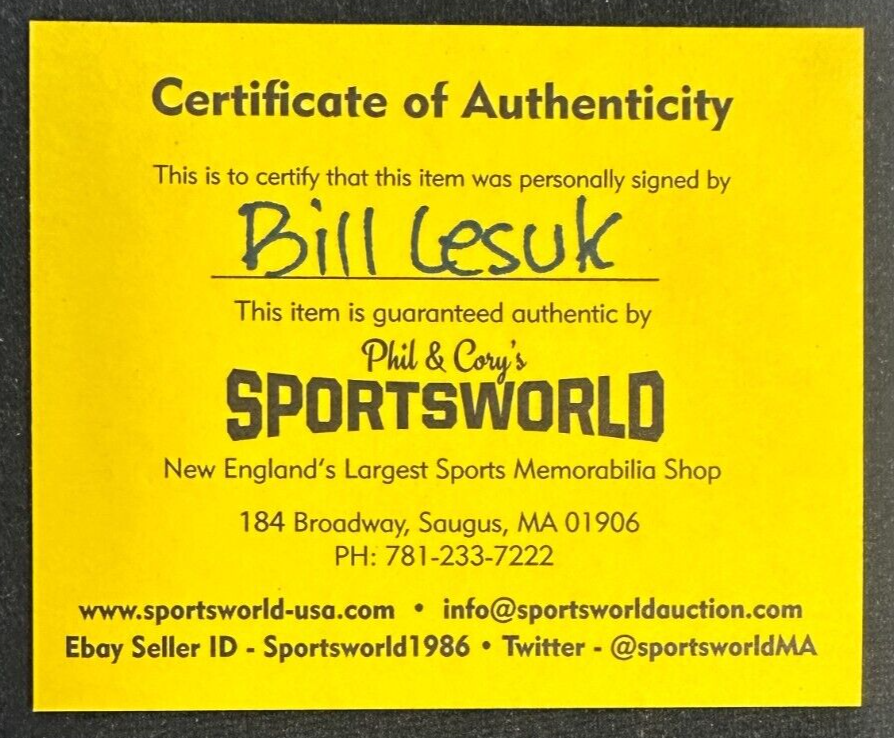 Certificate of Authenticity
This is to certify that this item was personally signed by
Bill Lesuk
This item is guaranteed authentic by
Phil & Cory's
SPORTSWORLD
New England's Largest Sports Memorabilia Shop
184 Broadway, Saugus, MA 01906
PH: 781-233-7222
www.sportsworld-usa.com • info@sportsworldauction.com
Ebay Seller ID - Sportsworld1986 • Twitter - @sportsworldMA